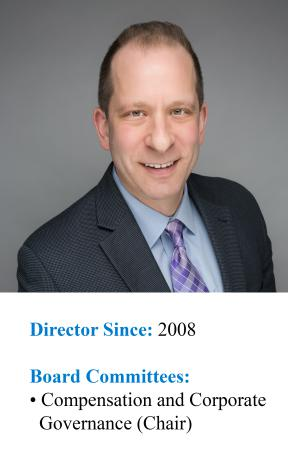 Director Since: 2008
Board Committees:
• Compensation and Corporate
Governance (Chair)